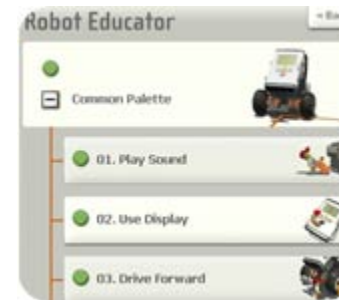 Robot Educator
Common Palette
01. Play Sound
02. Use Display
03. Drive Forward